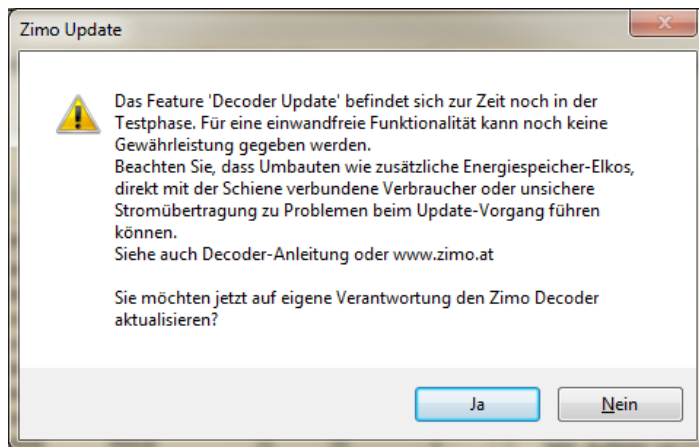 Zimo Update
Das Feature 'Decoder Update' befindet sich zur Zeit noch in der
Testphase. Für eine einwandfreie Funktionalität kann noch keine
Gewährleistung gegeben werden.
Beachten Sie, dass Umbauten wie zusätzliche Energiespeicher-Elkos,
direkt mit der Schiene verbundene Verbraucher oder unsichere
Stromübertragung zu Problemen beim Update-Vorgang führen
können.
Siehe auch Decoder-Anleitung oder www.zimo.at
Sie möchten jetzt auf eigene Verantwortung den Zimo Decoder
aktualisieren?
Ja
Nein